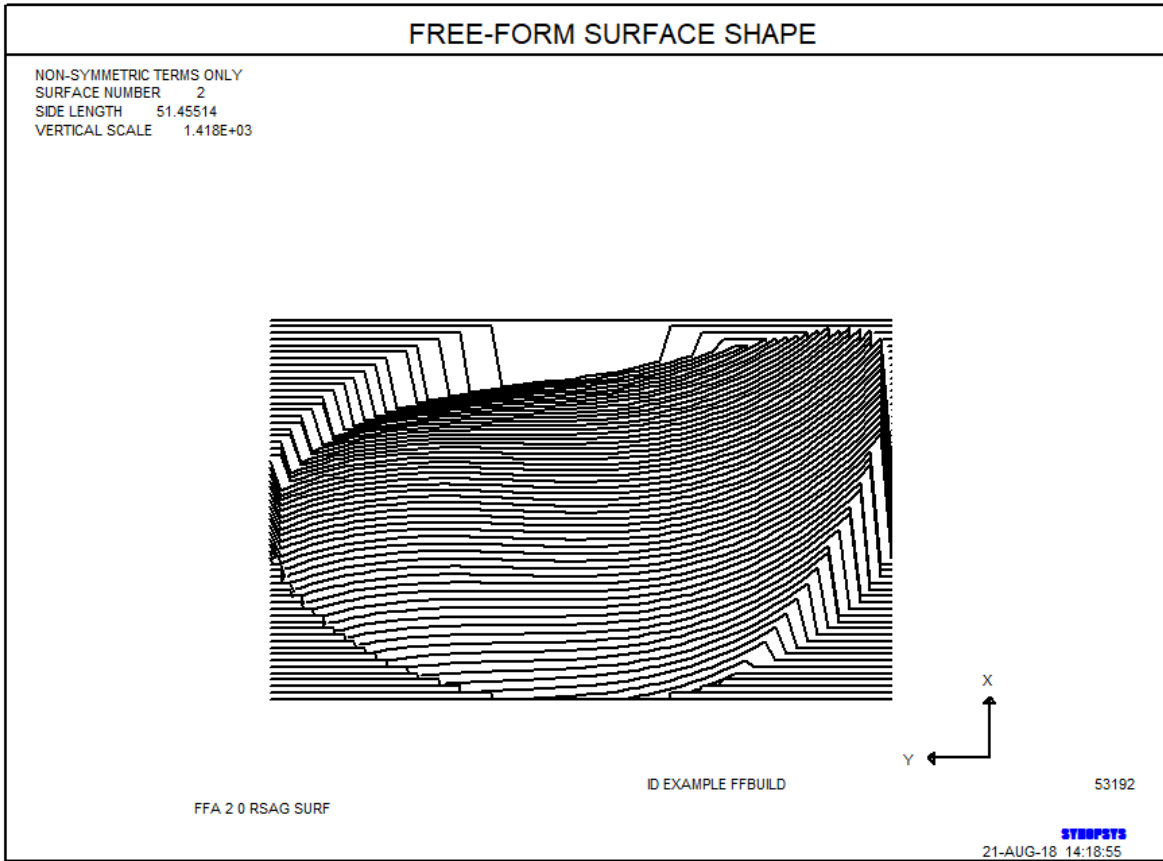 FREE-FORM SURFACE SHAPE
NON-SYMMETRIC TERMS ONLY
SURFACE NUMBER 2
SIDE LENGTH 51.45514
VERTICAL SCALE 1.418E+03
X
Y
ID EXAMPLE FFBUILD 53192
FFA 2 0 RSAG SURF
SYNOPSYS
21-AUG-18 14:18:55